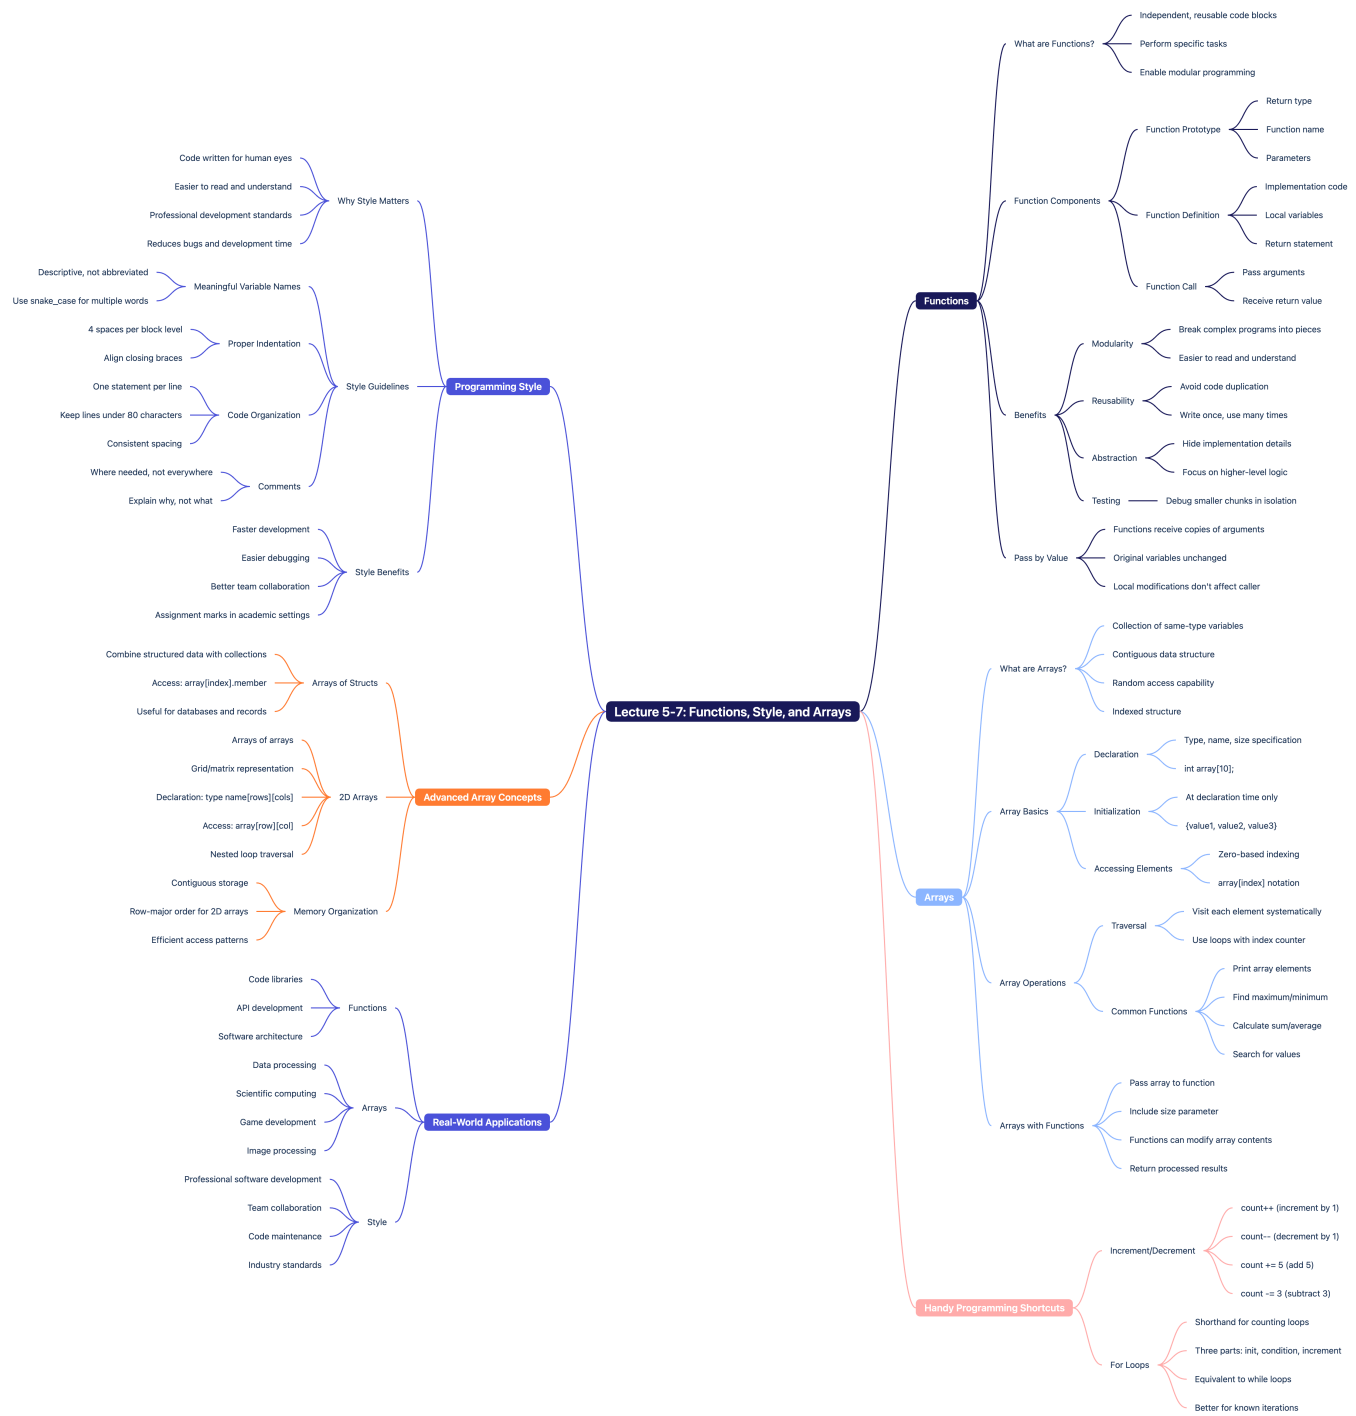 Lecture 5-7: Functions, Style, and Arrays
Functions
What are Functions?
Independent, reusable code blocks
Perform specific tasks
Enable modular programming
Function Components
Function Prototype
Return type
Function name
Parameters
Function Definition
Implementation code
Local variables
Return statement
Function Call
Pass arguments
Receive return value
Benefits
Modularity
Break complex programs into pieces
Easier to read and understand
Reusability
Avoid code duplication
Write once, use many times
Abstraction
Hide implementation details
Focus on higher-level logic
Testing
Debug smaller chunks in isolation
Pass by Value
Functions receive copies of arguments
Original variables unchanged
Local modifications don't affect caller
Arrays
What are Arrays?
Collection of same-type variables
Contiguous data structure
Random access capability
Indexed structure
Array Basics
Declaration
Type, name, size specification
int array[10];
Initialization
At declaration time only
{value1, value2, value3}
Accessing Elements
Zero-based indexing
array[index] notation
Array Operations
Traversal
Visit each element systematically
Use loops with index counter
Common Functions
Print array elements
Find maximum/minimum
Calculate sum/average
Search for values
Arrays with Functions
Pass array to function
Include size parameter
Functions can modify array contents
Return processed results
Handy Programming Shortcuts
Increment/Decrement
count++ (increment by 1)
count-- (decrement by 1)
count += 5 (add 5)
count -= 3 (subtract 3)
For Loops
Shorthand for counting loops
Three parts: init, condition, increment
Equivalent to while loops
Better for known iterations
Programming Style
Why Style Matters
Code written for human eyes
Easier to read and understand
Professional development standards
Reduces bugs and development time
Style Guidelines
Meaningful Variable Names
Descriptive, not abbreviated
Use snake_case for multiple words
Proper Indentation
4 spaces per block level
Align closing braces
Code Organization
One statement per line
Keep lines under 80 characters
Consistent spacing
Comments
Where needed, not everywhere
Explain why, not what
Style Benefits
Faster development
Easier debugging
Better team collaboration
Assignment marks in academic settings
Advanced Array Concepts
Arrays of Structs
Combine structured data with collections
Access: array[index].member
Useful for databases and records
2D Arrays
Arrays of arrays
Grid/matrix representation
Declaration: type name[rows][cols]
Access: array[row][col]
Nested loop traversal
Memory Organization
Contiguous storage
Row-major order for 2D arrays
Efficient access patterns
Real-World Applications
Functions
Code libraries
API development
Software architecture
Arrays
Data processing
Scientific computing
Game development
Image processing
Style
Professional software development
Team collaboration
Code maintenance
Industry standards